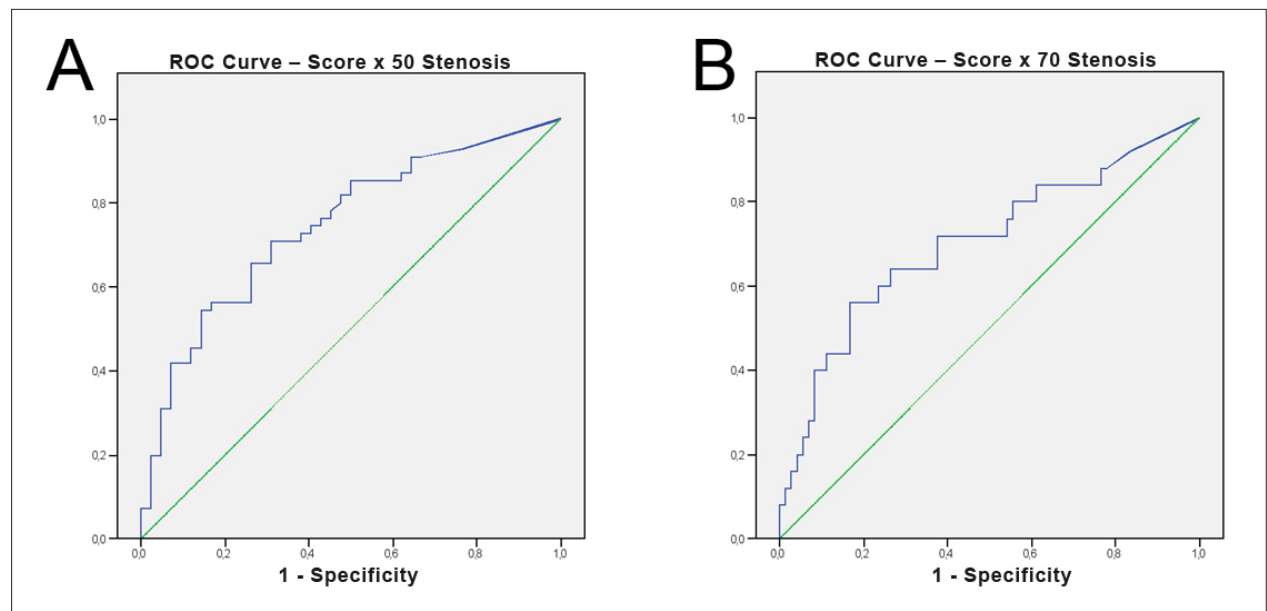 A
ROC Curve – Score x 50 Stenosis
1,0
0,8
0,6
0,4
0,2
0,0
0,0 0,2 0,4 0,6 0,8 1,0
1 - Specificity
B
ROC Curve – Score x 70 Stenosis
1,0
0,8
0,6
0,4
0,2
0,0
0,0 0,2 0,4 0,6 0,8 1,0
1 - Specificity